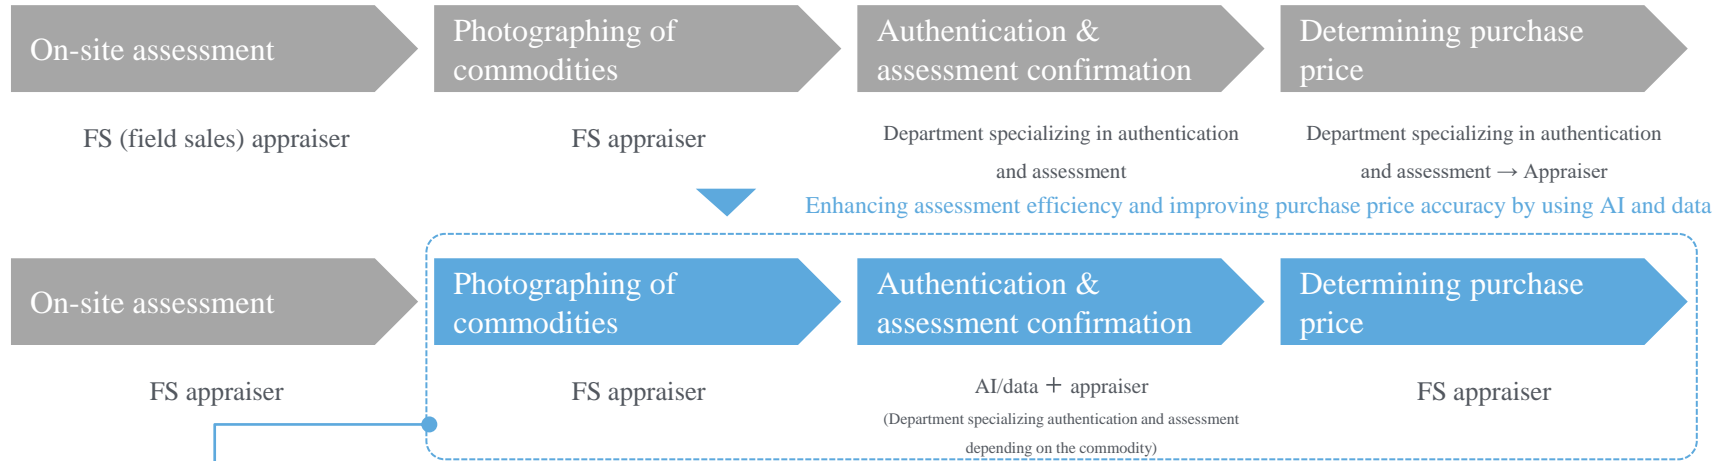 On-site assessment
Photographing of
commodities
Authentication &
assessment confirmation
Determining purchase
price
FS (field sales) appraiser
FS appraiser
Department specializing in authentication
and assessment
Department specializing in authentication
and assessment → Appraiser
Enhancing assessment efficiency and improving purchase price accuracy by using AI and data
On-site assessment
Photographing of
commodities
Authentication &
assessment confirmation
Determining purchase
price
FS appraiser
FS appraiser
AI/data + appraiser
(Department specializing authentication and assessment
depending on the commodity)
FS appraiser